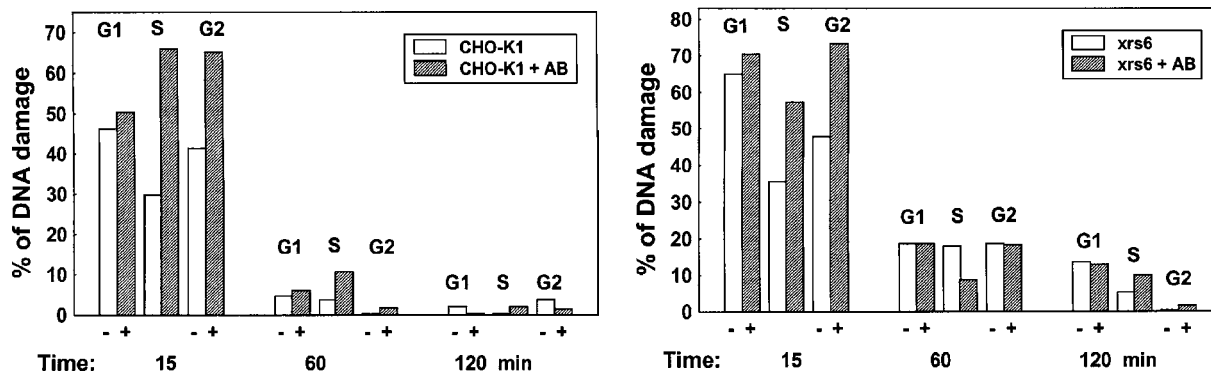 % of DNA damage
70
60
50
40
30
20
10
0
G1 S G2
G1 S G2
G1 S G2
CHO-K1
CHO-K1 + AB
- + - + - + - + - + - +
Time: 15 60 120 min
% of DNA damage
80
70
60
50
40
30
20
10
0
G1 S G2
G1 S G2
G1 S G2
xrs6
xrs6 + AB
- + - + - + - + - + - +
Time: 15 60 120 min